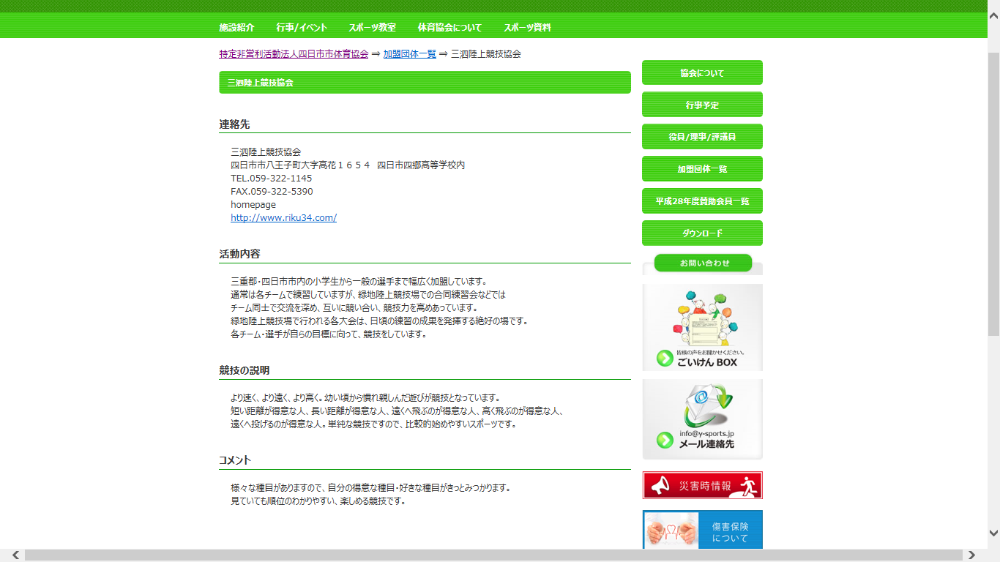 施設紹介 行事/イベント スポーツ教室 体育協会について スポーツ資料
特定非営利活動法人四日市市体育協会 ⇒ 加盟団体一覧 ⇒ 三泗陸上競技協会
三泗陸上競技協会
連絡先
三泗陸上競技協会
四日市市八王子町大字高花１６５４　四日市四郷高等学校内
TEL.059-322-1145
FAX.059-322-5390
homepage
http://www.riku34.com/
活動内容
三重郡・四日市市内の小学生から一般の選手まで幅広く加盟しています。
通常は各チームで練習していますが、緑地陸上競技場での合同練習会などでは
チーム同士で交流を深め、互いに競い合い、競技力を高めあっています。
緑地陸上競技場で行われる各大会は、日頃の練習の成果を発揮する絶好の場です。
各チーム・選手が自らの目標に向って、競技をしています。
競技の説明
より速く、より遠く、より高く。幼い頃から慣れ親しんだ遊びが競技となっています。
短い距離が得意な人、長い距離が得意な人、遠くへ飛ぶのが得意な人、高く飛ぶのが得意な人、
遠くへ投げるのが得意な人。単純な競技ですので、比較的始めやすいスポーツです。
コメント
様々な種目がありますので、自分の得意な種目・好きな種目がきっとみつかります。
見ていても順位のわかりやすい、楽しめる競技です。
協会について
行事予定
役員/理事/評議員
加盟団体一覧
平成28年度賛助会員一覧
ダウンロード
お問い合わせ
皆様の声をお聞かせください。
ごいけん BOX
info@y-sports.jp
メール連絡先
災害時情報
傷害保険
について